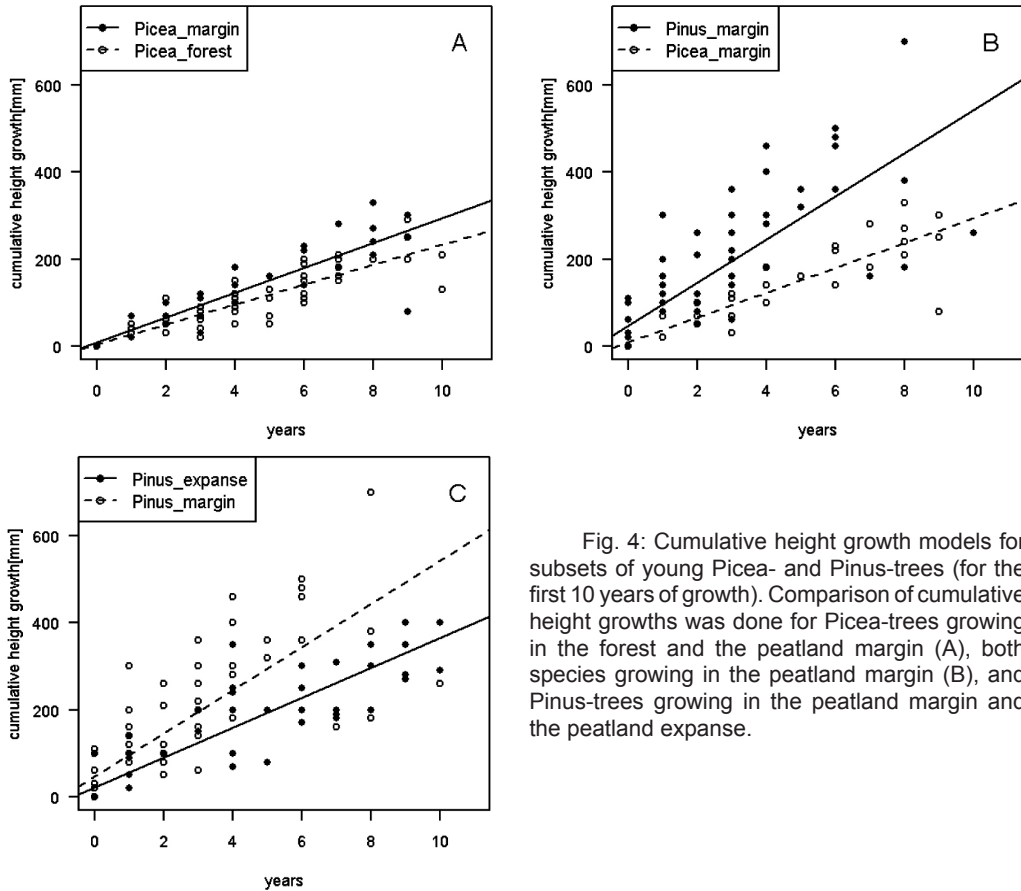 Picea_margin
Picea_forest
A
cumulative height growth[mm]
600
400
200
0
0 2 4 6 8 10
years
Pinus_margin
Picea_margin
B
cumulative height growth[mm]
600
400
200
0
0 2 4 6 8 10
years
Pinus_expanse
Pinus_margin
C
cumulative height growth[mm]
600
400
200
0
0 2 4 6 8 10
years
Fig. 4: Cumulative height growth models for
subsets of young Picea- and Pinus-trees (for the
first 10 years of growth). Comparison of cumulative
height growths was done for Picea-trees growing
in the forest and the peatland margin (A), both
species growing in the peatland margin (B), and
Pinus-trees growing in the peatland margin and
the peatland expanse.